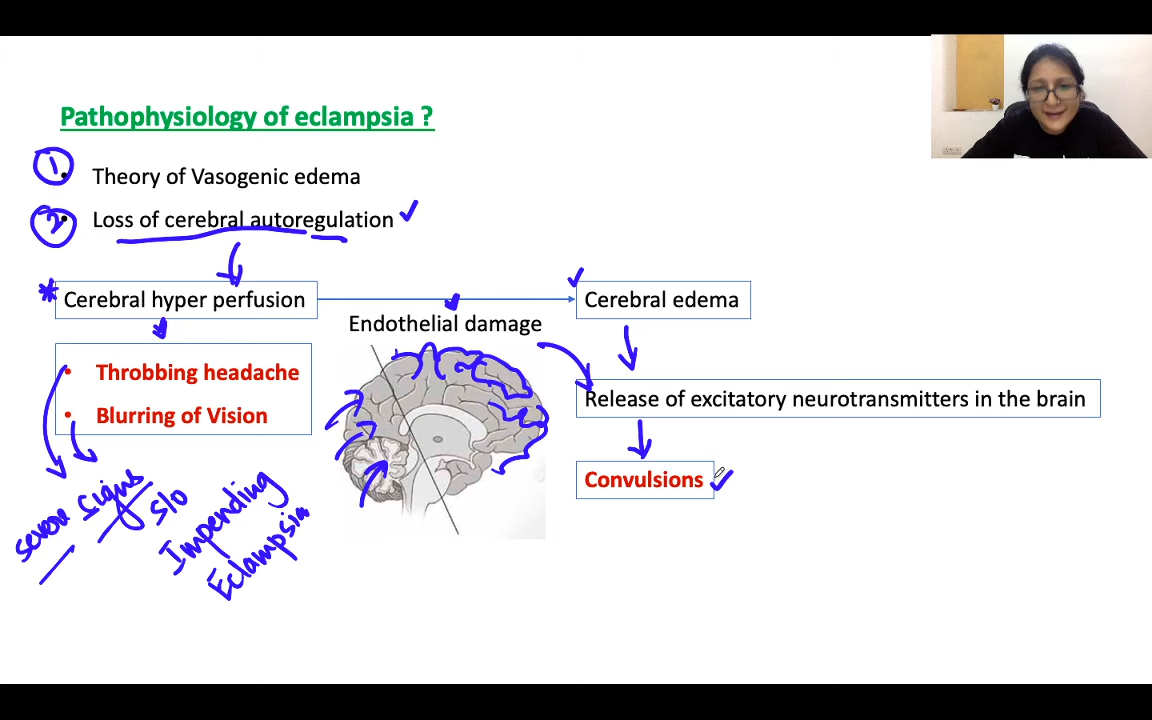 Pathophysiology of eclampsia ?
① Theory of Vasogenic edema
② Loss of cerebral autoregulation ✓
* Cerebral hyper perfusion
Cerebral edema
Endothelial damage
• Throbbing headache
• Blurring of Vision
Release of excitatory neurotransmitters in the brain
Convulsions
severe signs
s/o
Impending
Eclampsia